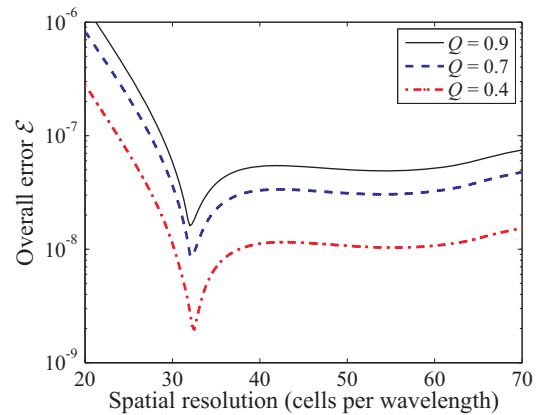 10^-6
10^-7
10^-8
10^-9
Overall error ℰ
Q = 0.9
Q = 0.7
Q = 0.4
20 30 40 50 60 70
Spatial resolution (cells per wavelength)